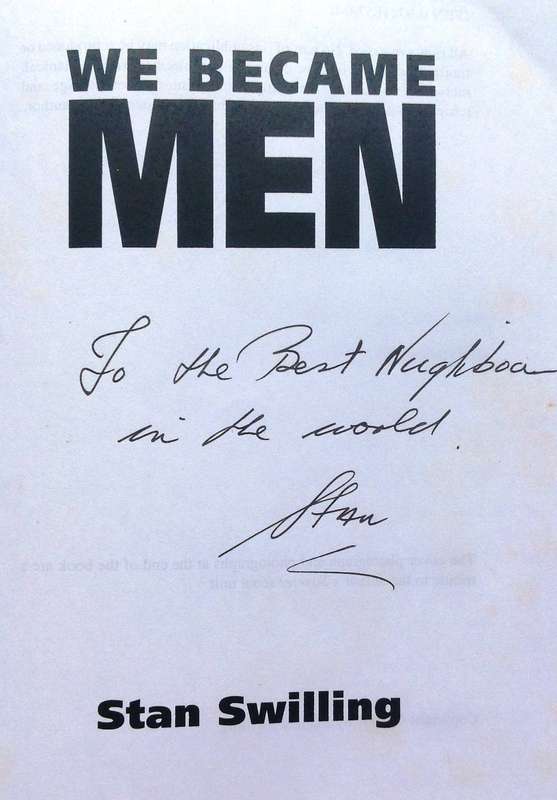 WE BECAME
MEN
To the Best Neighbour
in the world.
Stan
Stan Swilling